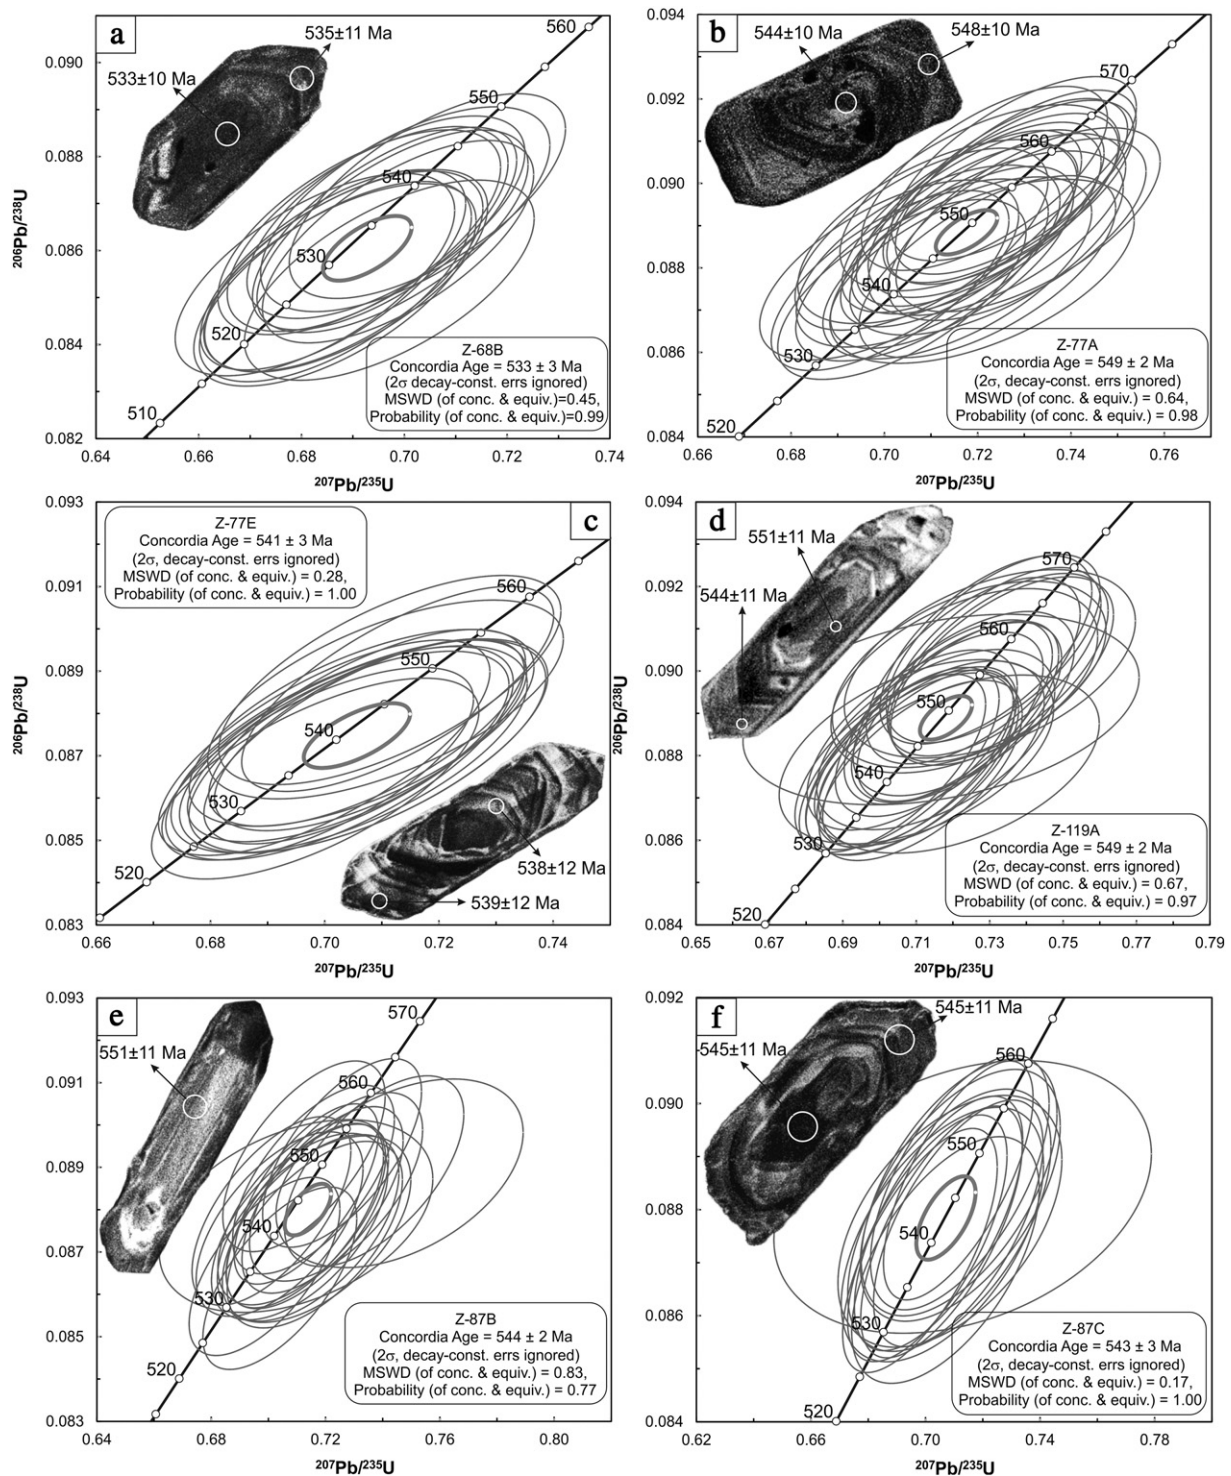 a
535±11 Ma
533±10 Ma
560
550
540
530
520
510
0.090
0.088
0.086
0.084
0.082
²⁰⁶Pb/²³⁸U
Z-68B
Concordia Age = 533 ± 3 Ma
(2σ decay-const. errs ignored)
MSWD (of conc. & equiv.)=0.45,
Probability (of conc. & equiv.)=0.99
0.64 0.66 0.68 0.70 0.72 0.74
²⁰⁷Pb/²³⁵U
b
544±10 Ma
548±10 Ma
570
560
550
540
530
520
0.094
0.092
0.090
0.088
0.086
0.084
Z-77A
Concordia Age = 549 ± 2 Ma
(2σ, decay-const. errs ignored)
MSWD (of conc. & equiv.) = 0.64,
Probability (of conc. & equiv.) = 0.98
0.66 0.68 0.70 0.72 0.74 0.76
²⁰⁷Pb/²³⁵U
c
Z-77E
Concordia Age = 541 ± 3 Ma
(2σ, decay-const. errs ignored)
MSWD (of conc. & equiv.) = 0.28,
Probability (of conc. & equiv.) = 1.00
560
550
540
530
520
538±12 Ma
539±12 Ma
0.093
0.091
0.089
0.087
0.085
0.083
²⁰⁶Pb/²³⁸U
0.66 0.68 0.70 0.72 0.74
²⁰⁷Pb/²³⁵U
d
551±11 Ma
544±11 Ma
570
560
550
540
530
520
0.094
0.092
0.090
0.088
0.086
0.084
²⁰⁶Pb/²³⁸U
Z-119A
Concordia Age = 549 ± 2 Ma
(2σ, decay-const. errs ignored)
MSWD (of conc. & equiv.) = 0.67,
Probability (of conc. & equiv.) = 0.97
0.65 0.67 0.69 0.71 0.73 0.75 0.77 0.79
²⁰⁷Pb/²³⁵U
e
551±11 Ma
570
560
550
540
530
520
0.093
0.091
0.089
0.087
0.085
0.083
Z-87B
Concordia Age = 544 ± 2 Ma
(2σ, decay-const. errs ignored)
MSWD (of conc. & equiv.) = 0.83,
Probability (of conc. & equiv.) = 0.77
0.64 0.68 0.72 0.76 0.80
²⁰⁷Pb/²³⁵U
f
545±11 Ma
545±11 Ma
560
550
540
530
520
0.092
0.090
0.088
0.086
0.084
Z-87C
Concordia Age = 543 ± 3 Ma
(2σ, decay-const. errs ignored)
MSWD (of conc. & equiv.) = 0.17,
Probability (of conc. & equiv.) = 1.00
0.62 0.66 0.70 0.74 0.78
²⁰⁷Pb/²³⁵U